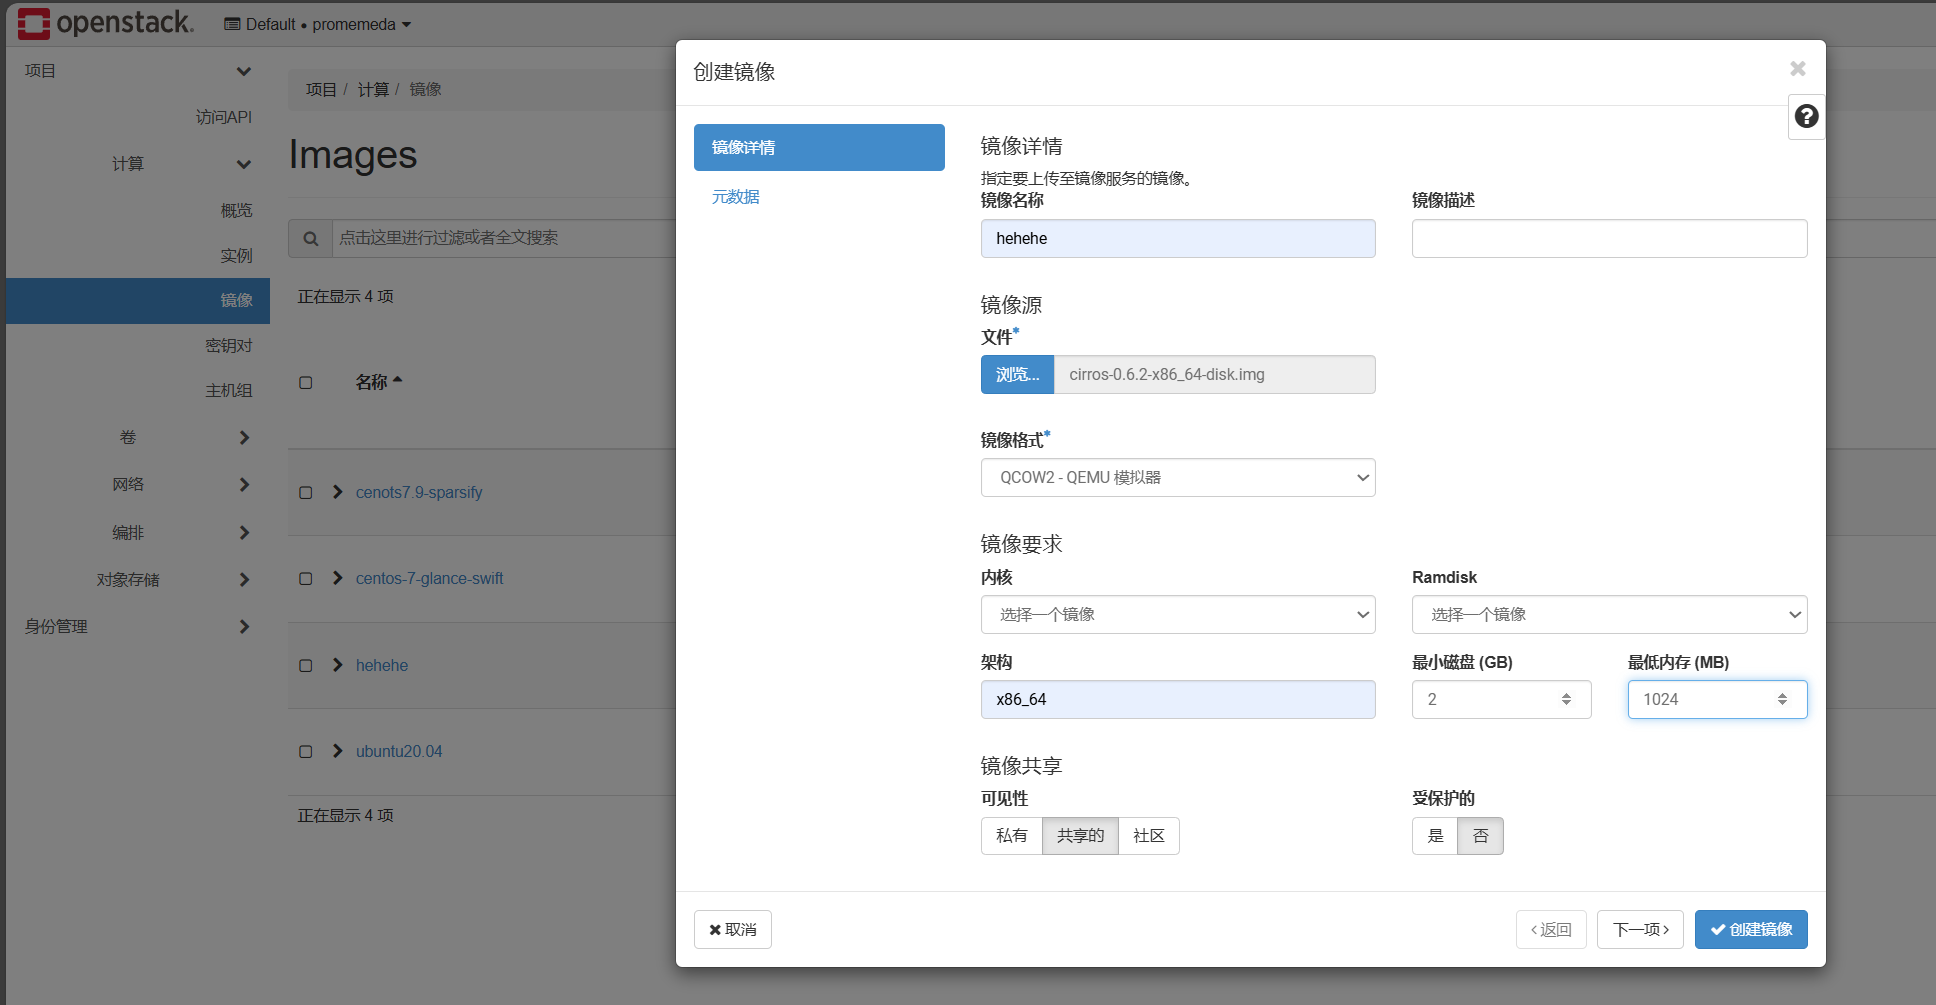 openstack.
Default • promemeda
项目
访问API
计算
概览
实例
镜像
密钥对
主机组
卷
网络
编排
对象存储
身份管理
项目 / 计算 / 镜像
Images
点击这里进行过滤或者全文搜索
正在显示 4 项
名称
cenots7.9-sparsify
centos-7-glance-swift
hehehe
ubuntu20.04
正在显示 4 项
创建镜像
镜像详情
元数据
镜像详情
指定要上传至镜像服务的镜像。
镜像名称
镜像描述
hehehe
镜像源
文件*
浏览... cirros-0.6.2-x86_64-disk.img
镜像格式*
QCOW2 - QEMU 模拟器
镜像要求
内核
Ramdisk
选择一个镜像
选择一个镜像
架构
最小磁盘 (GB)
最低内存 (MB)
x86_64
2
1024
镜像共享
可见性
受保护的
私有 共享的 社区
是 否
取消
返回
下一项
创建镜像